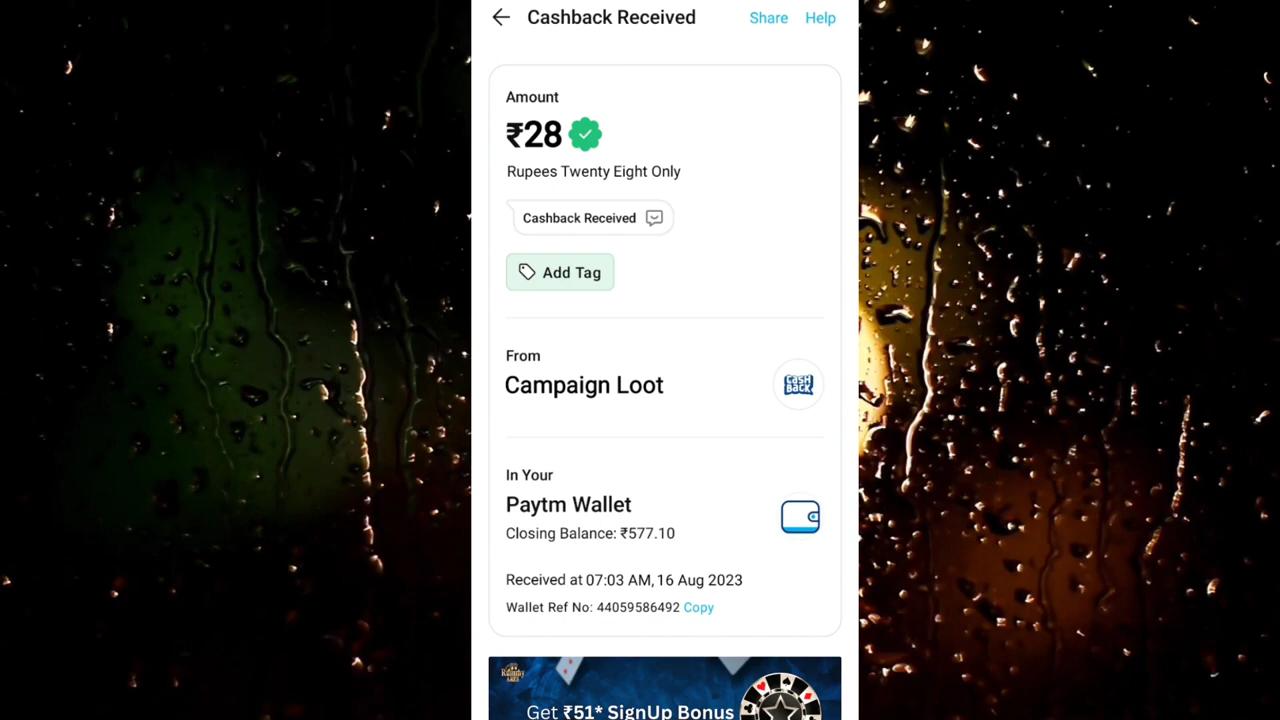 Cashback Received
Share Help
Amount
₹28
Rupees Twenty Eight Only
Cashback Received
Add Tag
From
Campaign Loot
CASH
BACK
In Your
Paytm Wallet
Closing Balance: ₹577.10
Received at 07:03 AM, 16 Aug 2023
Wallet Ref No: 44059586492 Copy
Get ₹51* SignUp Bonus